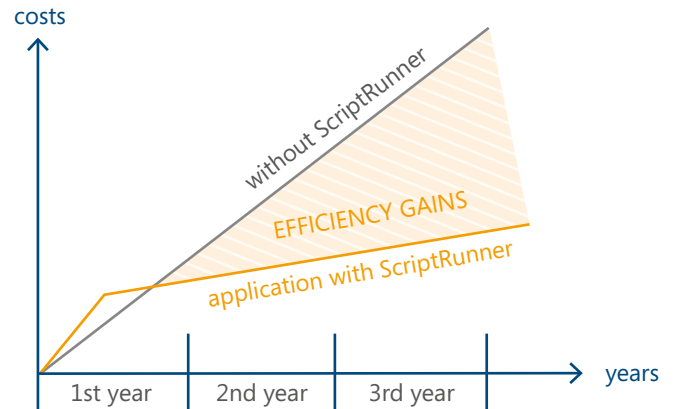 costs
without ScriptRunner
EFFICIENCY GAINS
application with ScriptRunner
years
1st year
2nd year
3rd year